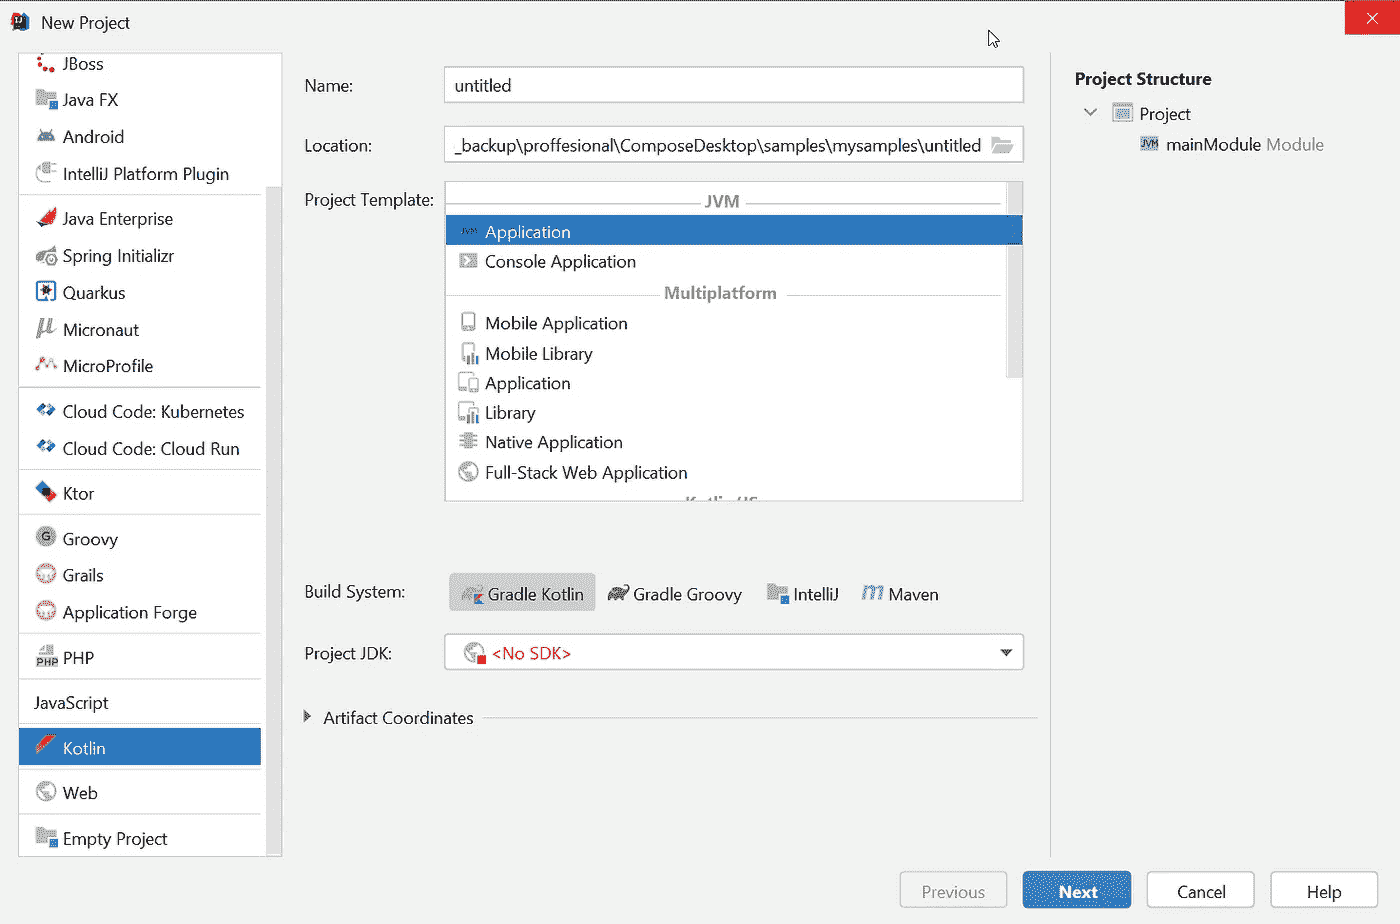 New Project
JBoss
Java FX
Android
IntelliJ Platform Plugin
Java Enterprise
Spring Initializr
Quarkus
Micronaut
MicroProfile
Cloud Code: Kubernetes
Cloud Code: Cloud Run
Ktor
Groovy
Grails
Application Forge
PHP
JavaScript
Kotlin
Web
Empty Project
Name: untitled
Location: _backup\proffesional\ComposeDesktop\samples\mysamples\untitled
Project Template:
JVM
Application
Console Application
Multiplatform
Mobile Application
Mobile Library
Application
Library
Native Application
Full-Stack Web Application
Build System: Gradle Kotlin Gradle Groovy IntelliJ Maven
Project JDK: <No SDK>
Artifact Coordinates
Project Structure
Project
JVM mainModule Module
Previous Next Cancel Help